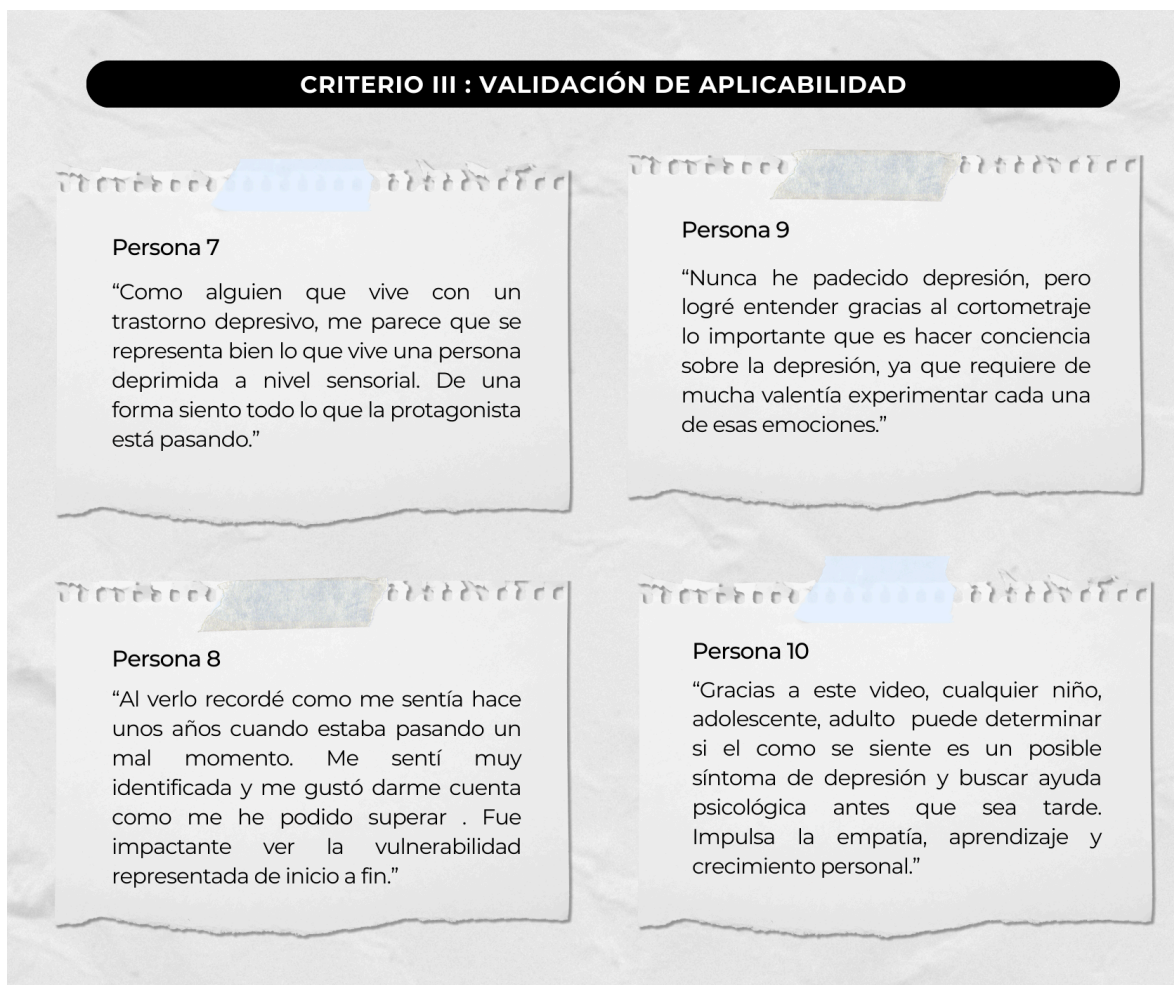 CRITERIO III : VALIDACIÓN DE APLICABILIDAD
Persona 7
“Como alguien que vive con un
trastorno depresivo, me parece que se
representa bien lo que vive una persona
deprimida a nivel sensorial. De una
forma siento todo lo que la protagonista
está pasando.”
Persona 9
“Nunca he padecido depresión, pero
logré entender gracias al cortometraje
lo importante que es hacer conciencia
sobre la depresión, ya que requiere de
mucha valentía experimentar cada una
de esas emociones.”
Persona 8
“Al verlo recordé como me sentía hace
unos años cuando estaba pasando un
mal momento. Me sentí muy
identificada y me gustó darme cuenta
como me he podido superar . Fue
impactante ver la vulnerabilidad
representada de inicio a fin.”
Persona 10
“Gracias a este video, cualquier niño,
adolescente, adulto puede determinar
si el como se siente es un posible
síntoma de depresión y buscar ayuda
psicológica antes que sea tarde.
Impulsa la empatía, aprendizaje y
crecimiento personal.”